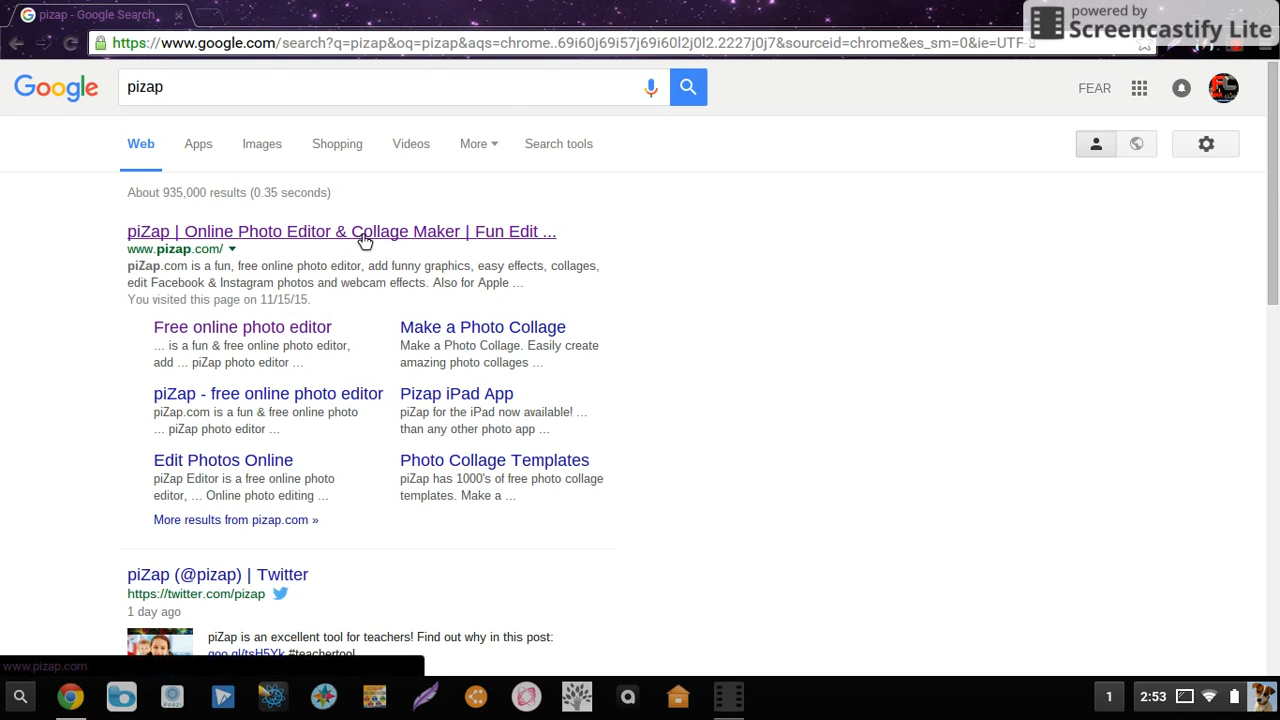 pizap - Google Search
powered by
Screencastify Lite
https://www.google.com/search?q=pizap&oq=pizap&aqs=chrome..69i60j69i57j69i60l2j0l2.2227j0j7&sourceid=chrome&es_sm=0&ie=UTF-8
Google
pizap
FEAR
Web
Apps
Images
Shopping
Videos
More
Search tools
About 935,000 results (0.35 seconds)
piZap | Online Photo Editor & Collage Maker | Fun Edit ...
www.pizap.com/
piZap.com is a fun, free online photo editor, add funny graphics, easy effects, collages,
edit Facebook & Instagram photos and webcam effects. Also for Apple ...
You visited this page on 11/15/15.
Free online photo editor
... is a fun & free online photo editor,
add ... piZap photo editor ...
Make a Photo Collage
Make a Photo Collage. Easily create
amazing photo collages ...
piZap - free online photo editor
piZap.com is a fun & free online photo
... piZap photo editor ...
Pizap iPad App
piZap for the iPad now available! ...
than any other photo app ...
Edit Photos Online
piZap Editor is a free online photo
editor, ... Online photo editing ...
Photo Collage Templates
piZap has 1000's of free photo collage
templates. Make a ...
More results from pizap.com »
piZap (@pizap) | Twitter
https://twitter.com/pizap
1 day ago
piZap is an excellent tool for teachers! Find out why in this post:
goo.gl/tsH5Yk #teachertool
www.pizap.com
1
2:53